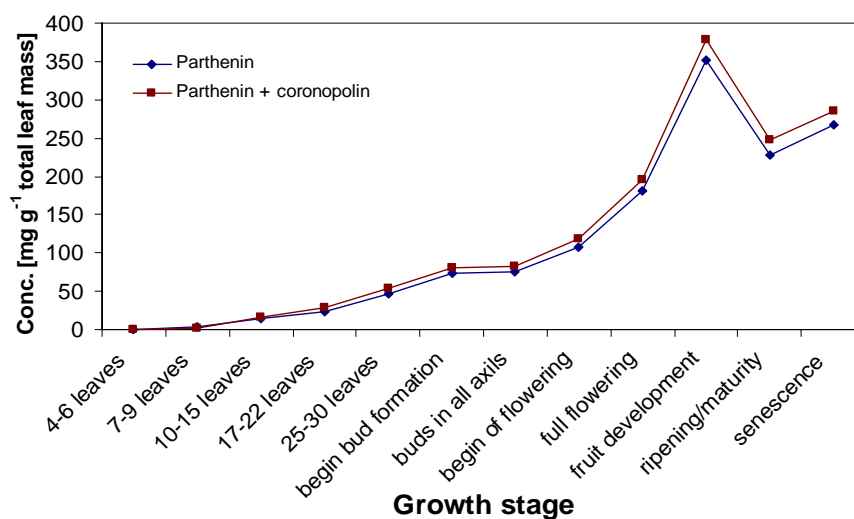 Conc. [mg g-1 total leaf mass]
400
350
300
250
200
150
100
50
0
Parthenin
Parthenin + coronopolin
4-6 leaves
7-9 leaves
10-15 leaves
17-22 leaves
25-30 leaves
begin bud formation
buds in all axils
begin of flowering
full flowering
fruit development
ripening/maturity
senescence
Growth stage